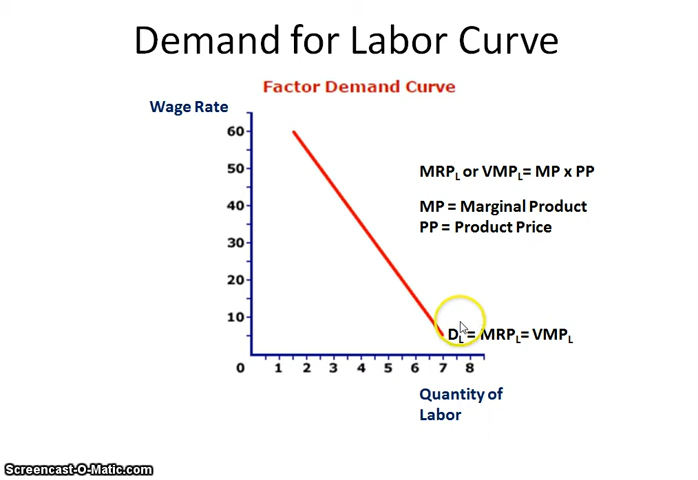 Demand for Labor Curve
Factor Demand Curve
Wage Rate
60
50
40
30
20
10
MRPL or VMPL= MP x PP
MP = Marginal Product
PP = Product Price
DL= MRPL= VMPL
0 1 2 3 4 5 6 7 8
Quantity of
Labor
Screencast-O-Matic.com